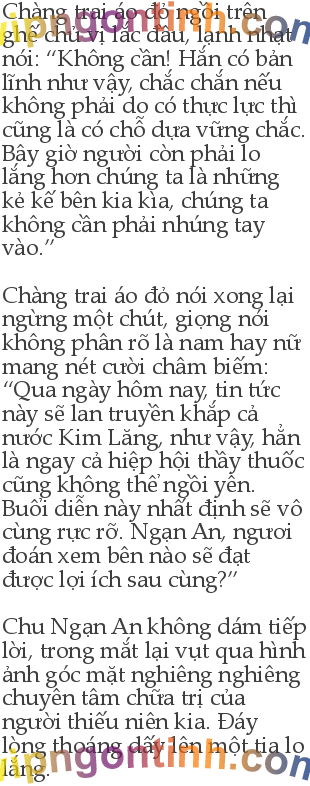 Chàng trai áo đỏ ngồi trên
ghế chủ vị lắc đầu, lạnh nhạt
nói: “Không cần! Hắn có bản
lĩnh như vậy, chắc chắn nếu
không phải do có thực lực thì
cũng là có chỗ dựa vững chắc.
Bây giờ người còn phải lo
lắng hơn chúng ta là những
kẻ kế bên kia kìa, chúng ta
không cần phải nhúng tay
vào.”
Chàng trai áo đỏ nói xong lại
ngừng một chút, giọng nói
không phân rõ là nam hay nữ
mang nét cười châm biếm:
“Qua ngày hôm nay, tin tức
này sẽ lan truyền khắp cả
nước Kim Lăng, như vậy, hẳn
là ngay cả hiệp hội thầy thuốc
cũng không thể ngồi yên.
Buổi diễn này nhất định sẽ vô
cùng rực rỡ. Ngạn An, ngươi
đoán xem bên nào sẽ đạt
được lợi ích sau cùng?”
Chu Ngạn An không dám tiếp
lời, trong mắt lại vụt qua hình
ảnh góc mặt nghiêng nghiêng
chuyên tâm chữa trị của
người thiếu niên kia. Đáy
lòng thoáng dấy lên một tia lo
lắng.
vipngontinh.com
vipngontinh.com